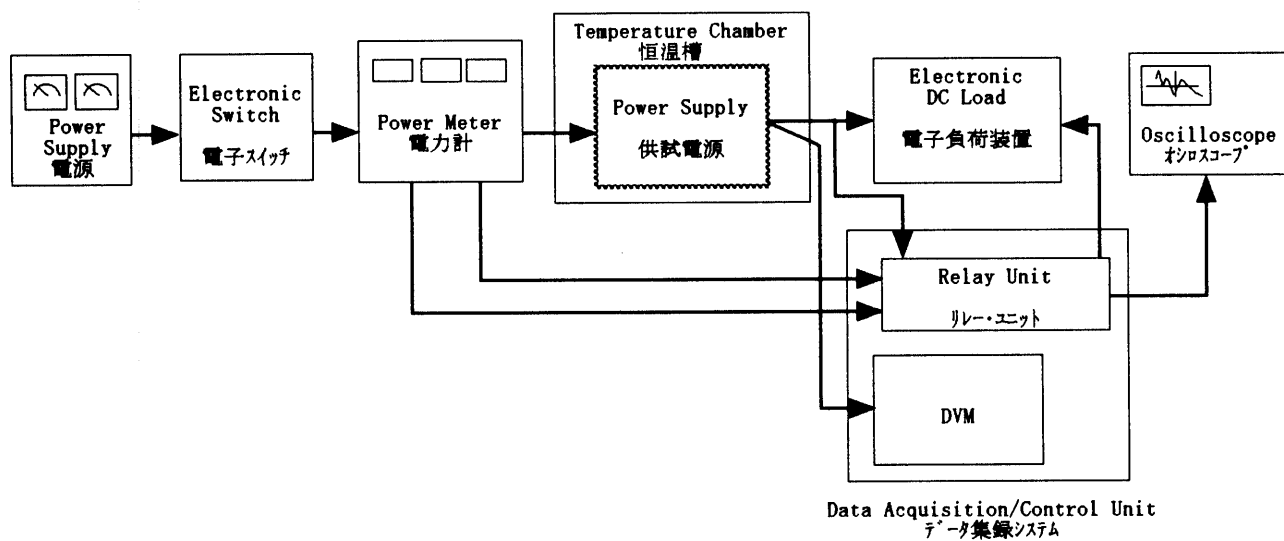 Power
Supply
電源
Electronic
Switch
電子スイッチ
Power Meter
電力計
Temperature Chamber
恒温槽
Power Supply
供試電源
Electronic
DC Load
電子負荷装置
Oscilloscope
オシロスコープ
Relay Unit
リレー・ユニット
DVM
Data Acquisition/Control Unit
データ集録システム